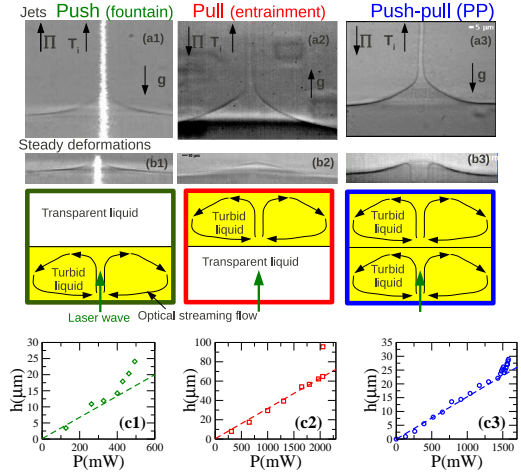 Jets Push (fountain) Pull (entrainment) Push-pull (PP)
Π τi (a1) Π τi (a2) Π τi (a3) 5 µm
g g g
Steady deformations
(b1) (b2) (b3)
Transparent liquid
Turbid liquid
Turbid liquid
Transparent liquid
Turbid liquid
Turbid liquid
Laser wave Optical streaming flow
h(µm)
35
30
25
20
15
10
5
0
0 200 400 600
P(mW)
(c1)
h(µm)
100
80
60
40
20
0
0 500 1000 1500 2000
P(mW)
(c2)
h(µm)
35
30
25
20
15
10
5
0
0 500 1000 1500
P(mW)
(c3)